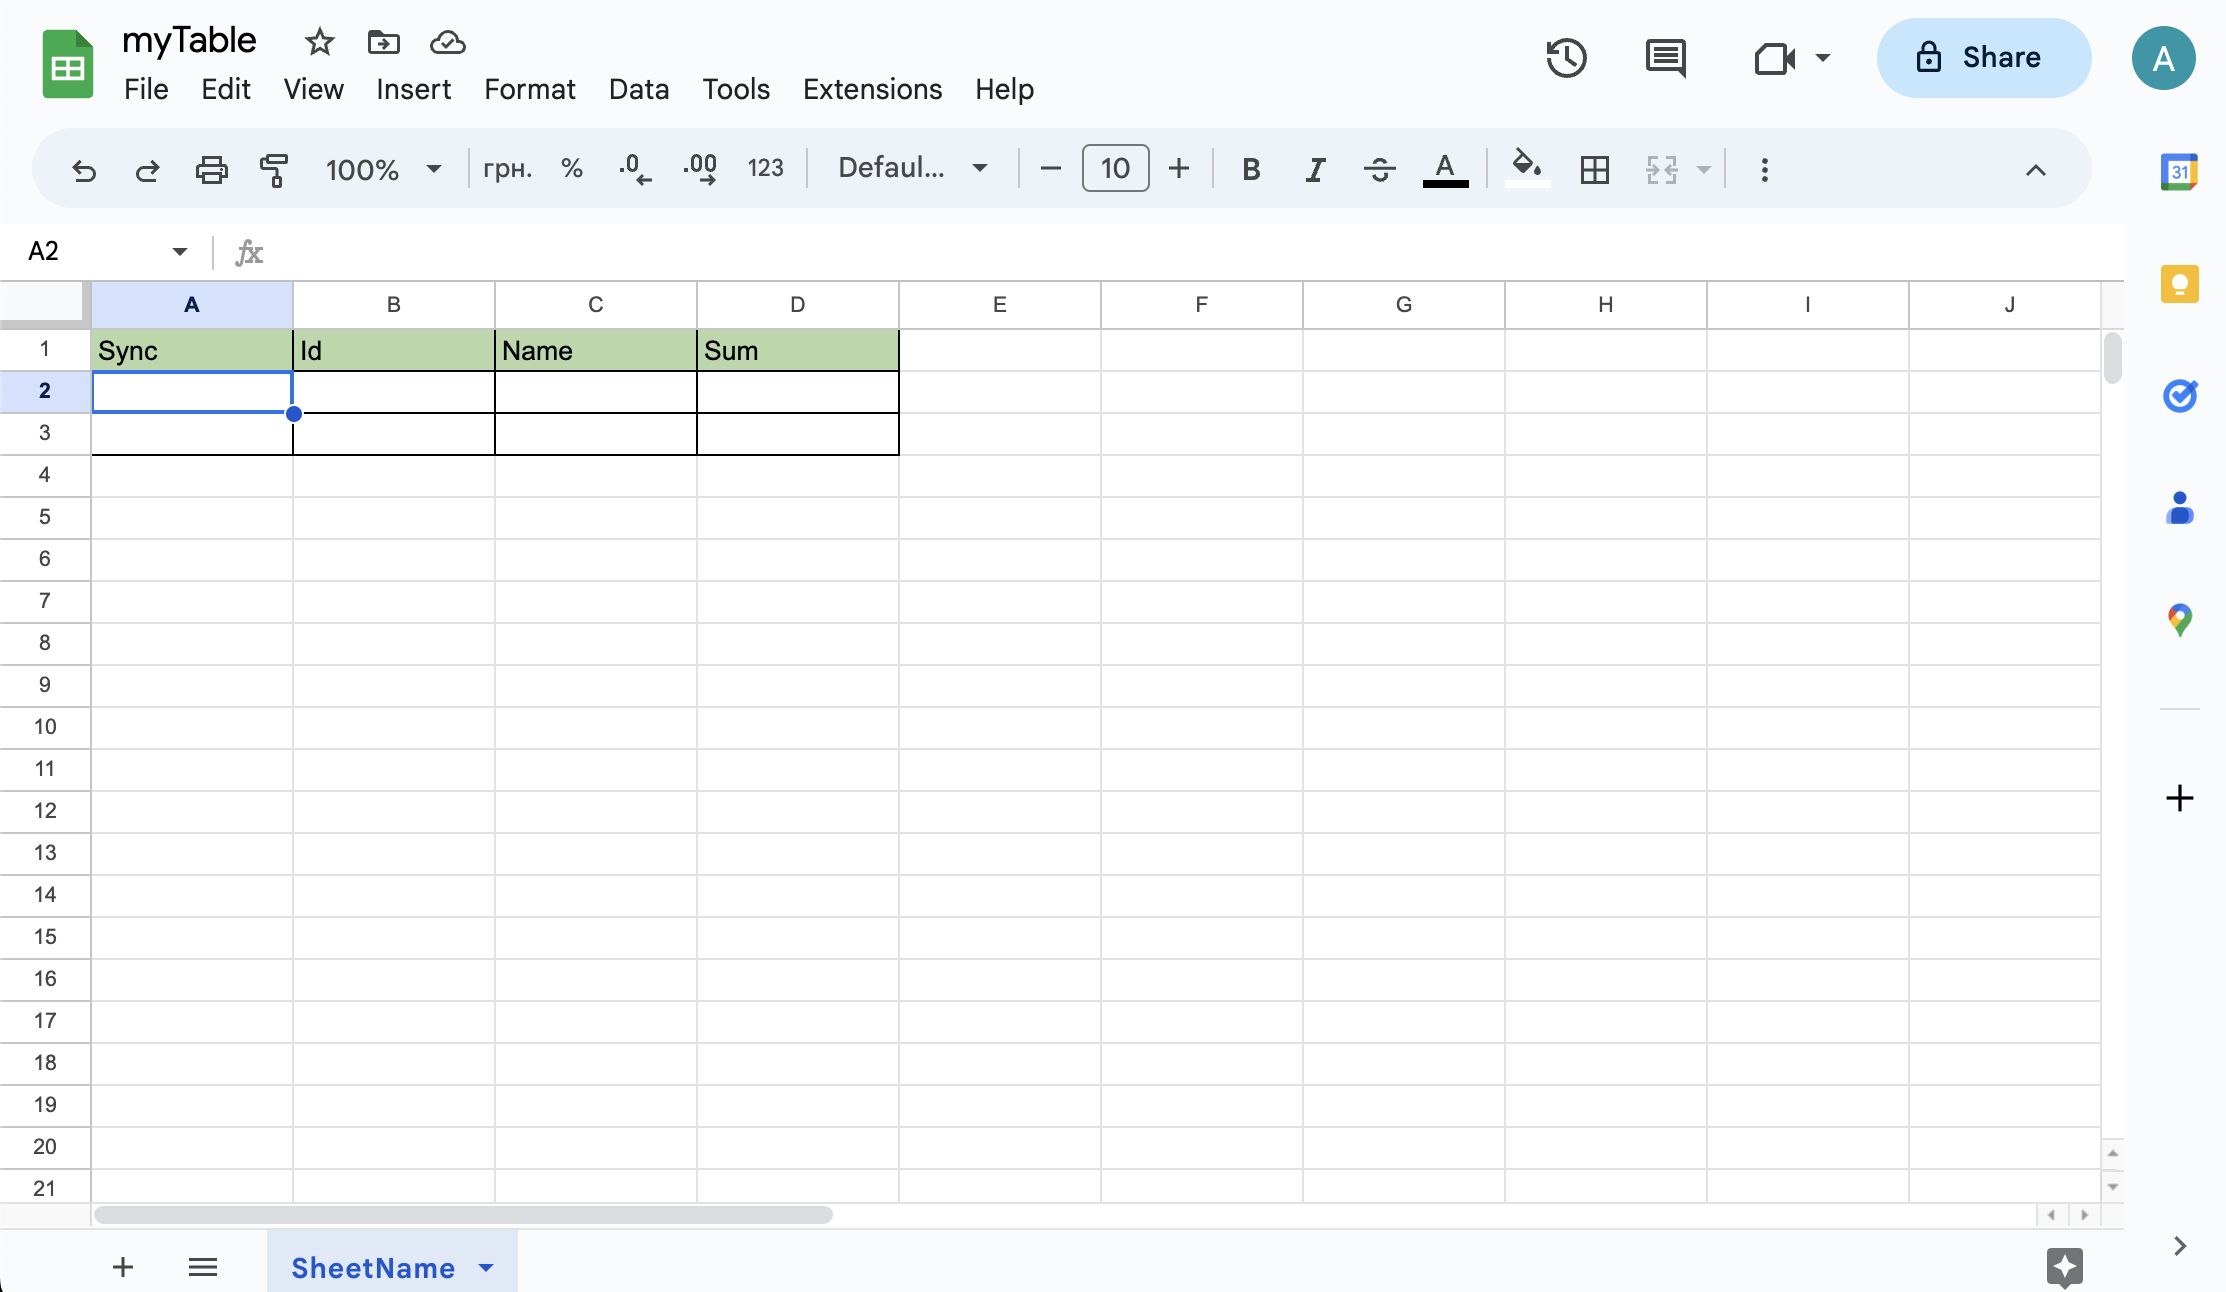 myTable
File Edit View Insert Format Data Tools Extensions Help
Share
A
100% грн. % .0 .00 123 Defaul... 10 B I S A
31
A2 fx
A B C D E F G H I J
1 Sync Id Name Sum
2
3
4
5
6
7
8
9
10
11
12
13
14
15
16
17
18
19
20
21
SheetName